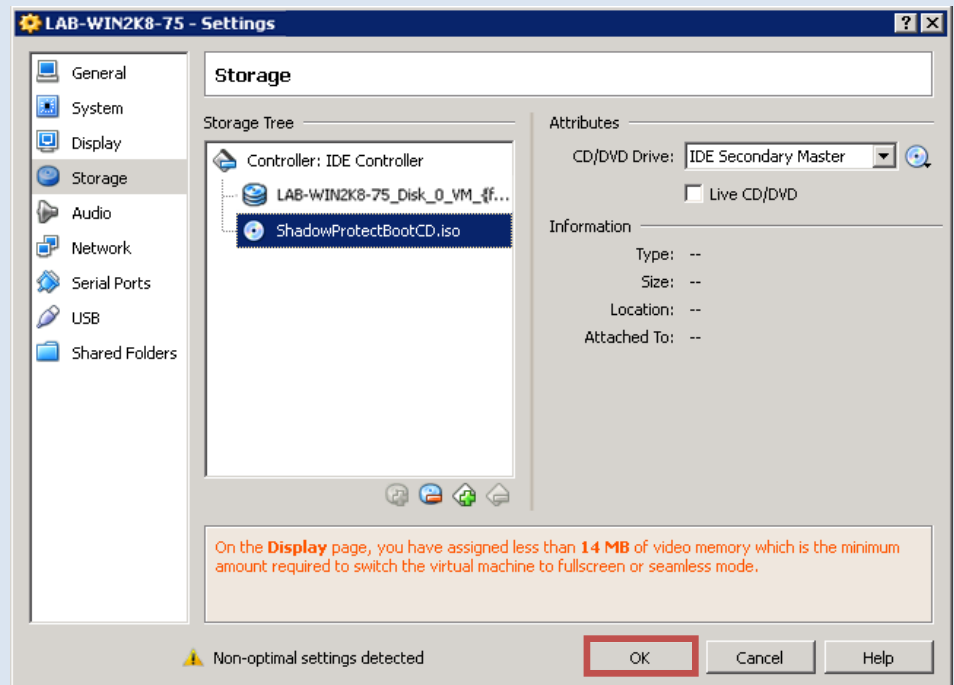 LAB-WIN2K8-75 - Settings
General
System
Display
Storage
Audio
Network
Serial Ports
USB
Shared Folders
Storage
Storage Tree
Controller: IDE Controller
LAB-WIN2K8-75_Disk_0_VM_{f...
ShadowProtectBootCD.iso
Attributes
CD/DVD Drive: IDE Secondary Master
Live CD/DVD
Information
Type: --
Size: --
Location: --
Attached To: --
On the Display page, you have assigned less than 14 MB of video memory which is the minimum
amount required to switch the virtual machine to fullscreen or seamless mode.
Non-optimal settings detected
OK
Cancel
Help